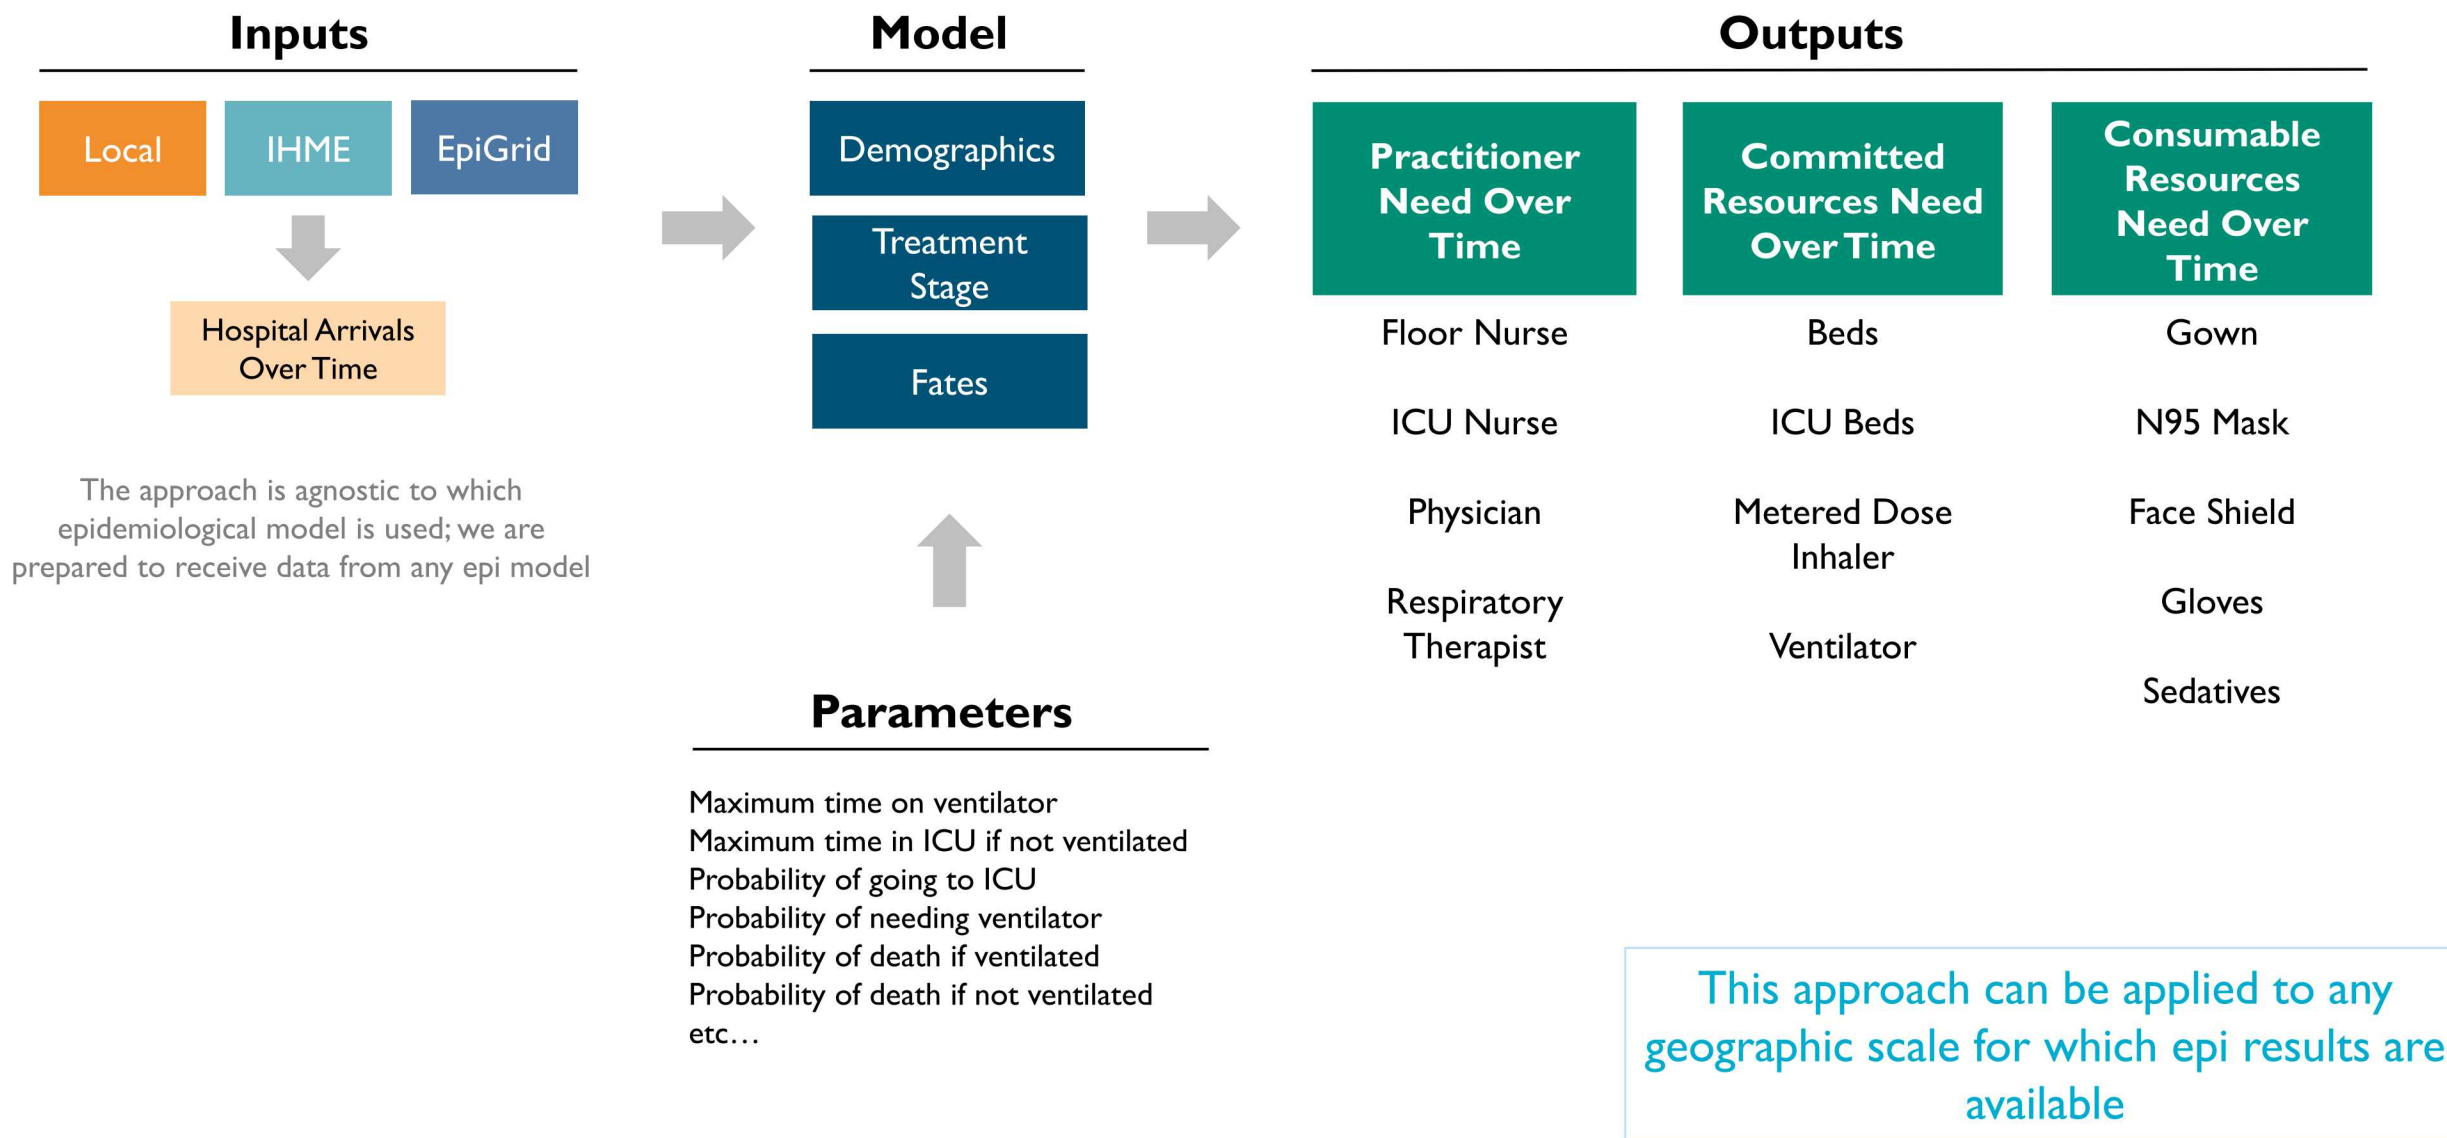 Inputs
Local
IHME
EpiGrid
Hospital Arrivals
Over Time
The approach is agnostic to which
epidemiological model is used; we are
prepared to receive data from any epi model
Model
Demographics
Treatment
Stage
Fates
Parameters
Maximum time on ventilator
Maximum time in ICU if not ventilated
Probability of going to ICU
Probability of needing ventilator
Probability of death if ventilated
Probability of death if not ventilated
etc…
Outputs
Practitioner
Need Over
Time
Floor Nurse
ICU Nurse
Physician
Respiratory
Therapist
Committed
Resources Need
Over Time
Beds
ICU Beds
Metered Dose
Inhaler
Ventilator
Consumable
Resources
Need Over
Time
Gown
N95 Mask
Face Shield
Gloves
Sedatives
This approach can be applied to any
geographic scale for which epi results are
available